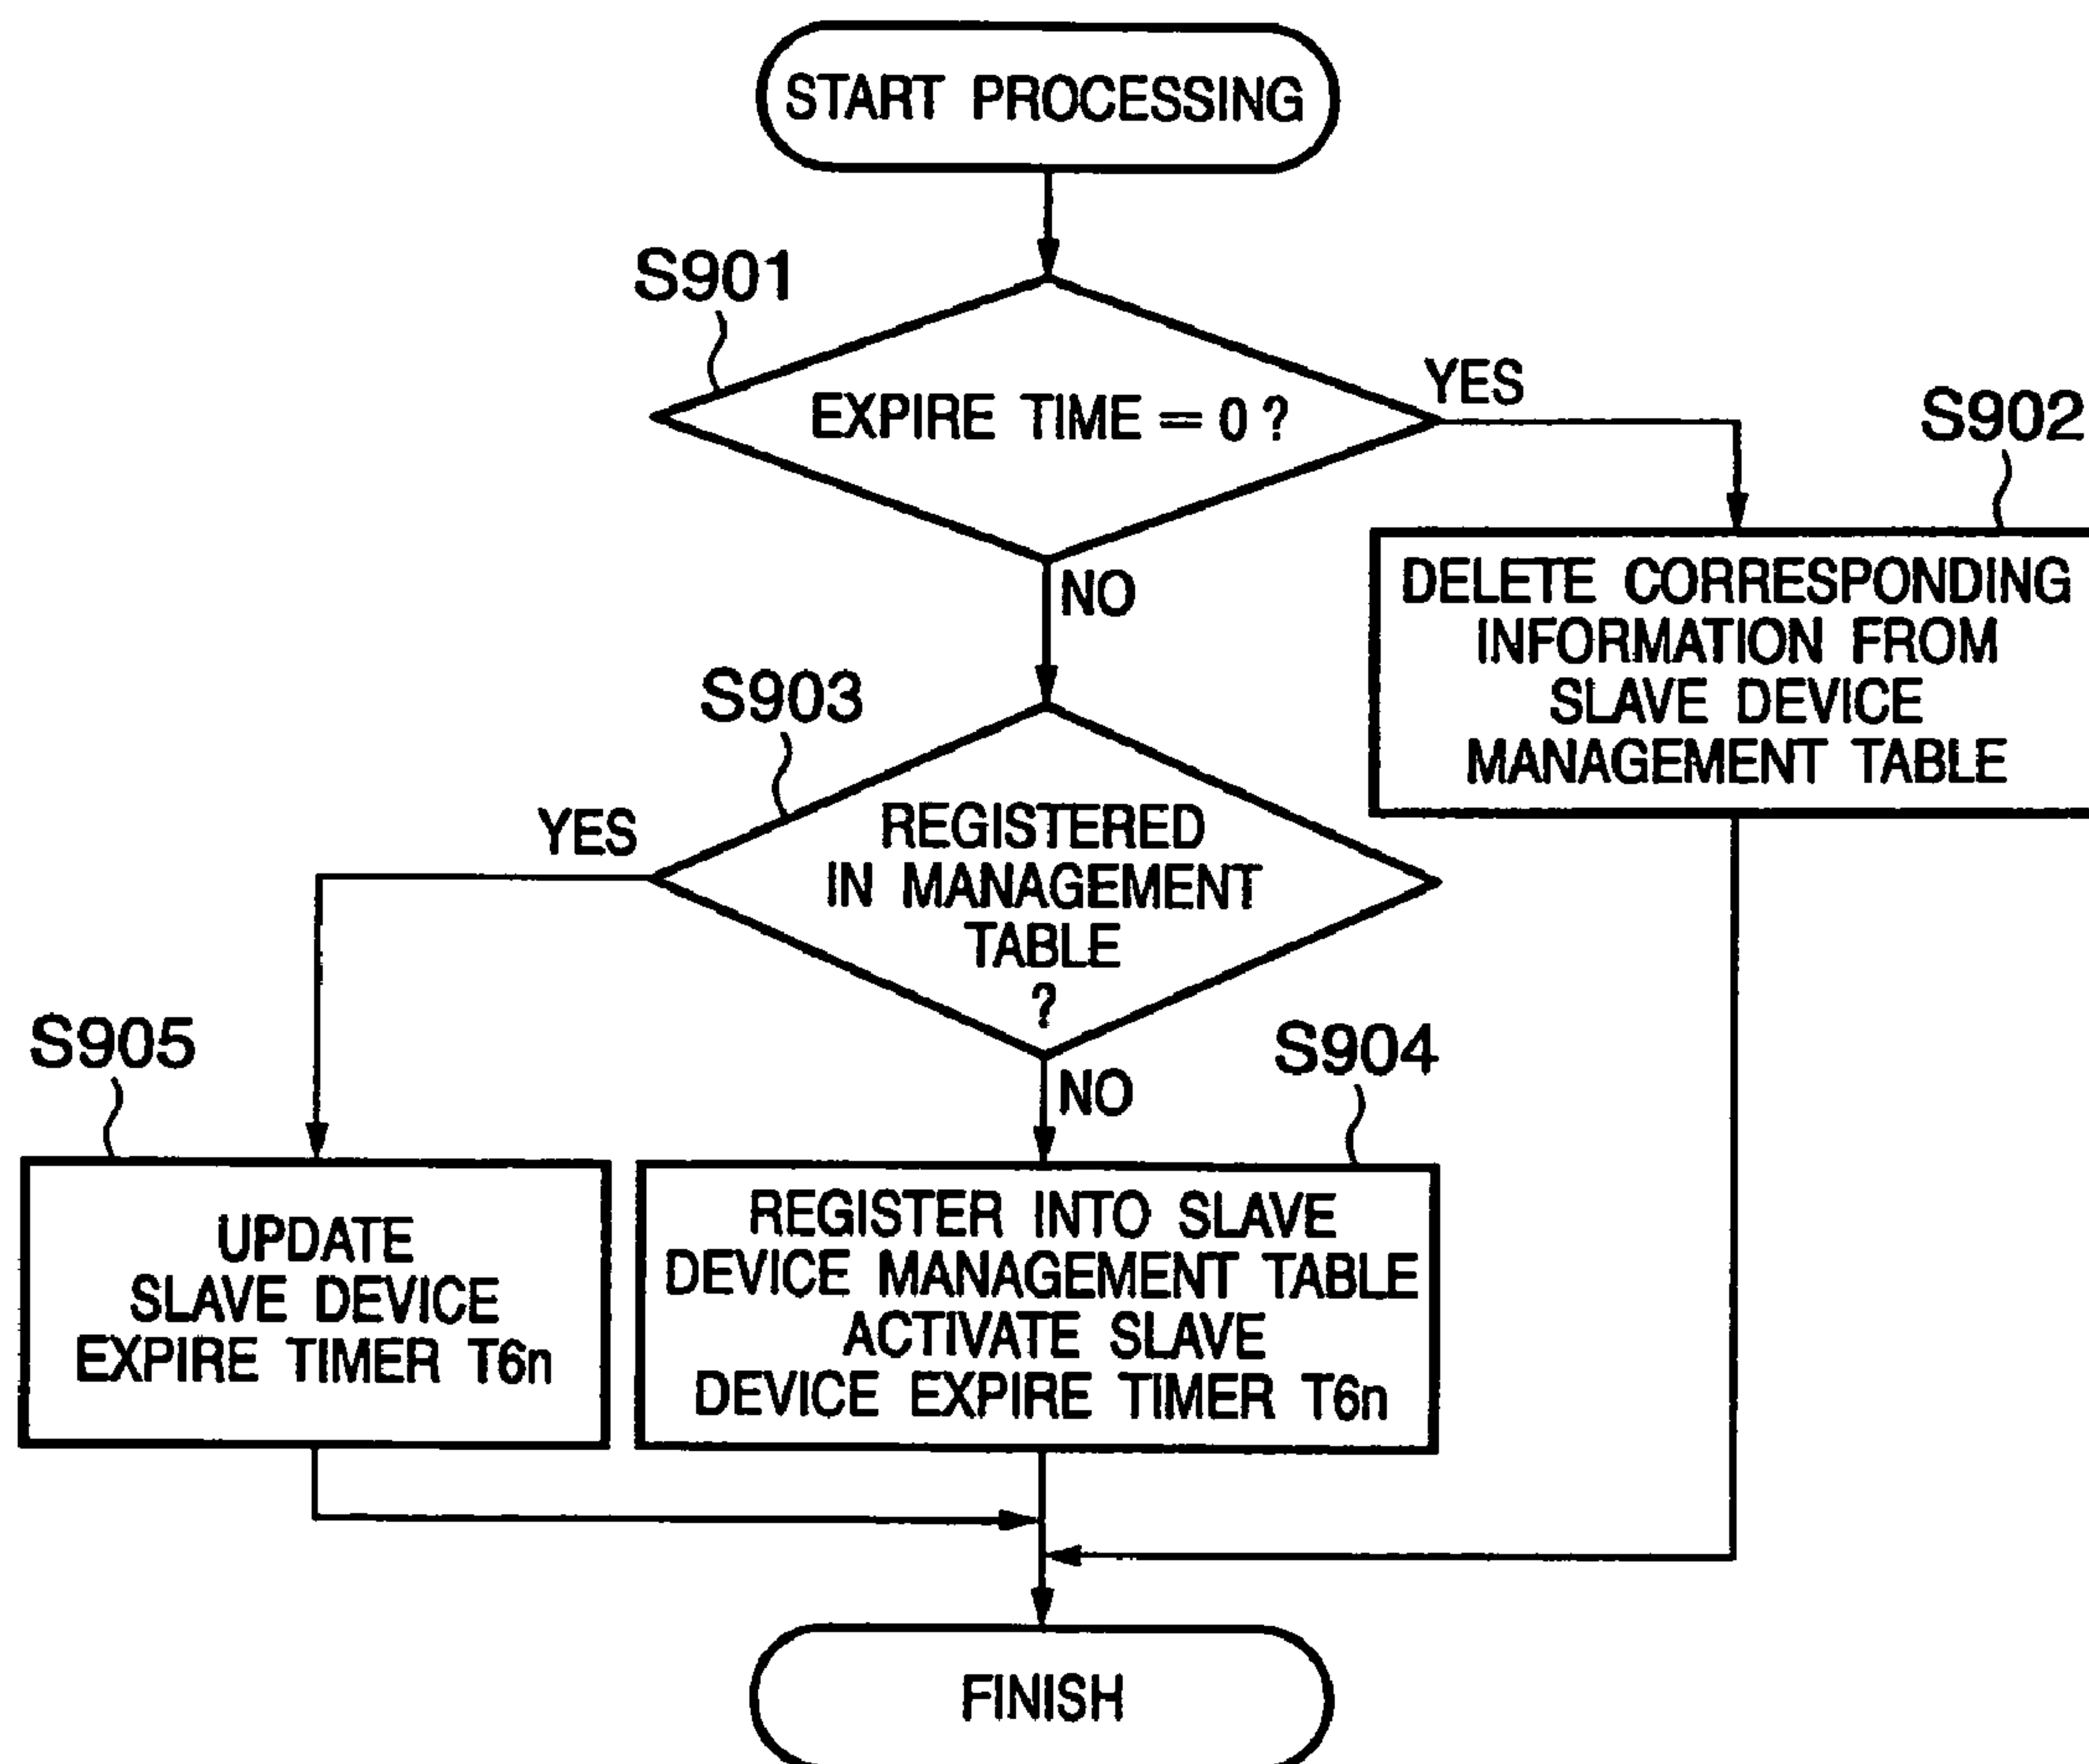 START PROCESSING
S901
EXPIRE TIME = 0 ?
YES
S902
DELETE CORRESPONDING
INFORMATION FROM
SLAVE DEVICE
MANAGEMENT TABLE
NO
S903
REGISTERED
IN MANAGEMENT
TABLE
?
YES
NO
S905
UPDATE
SLAVE DEVICE
EXPIRE TIMER T6n
S904
REGISTER INTO SLAVE
DEVICE MANAGEMENT TABLE
ACTIVATE SLAVE
DEVICE EXPIRE TIMER T6n
FINISH